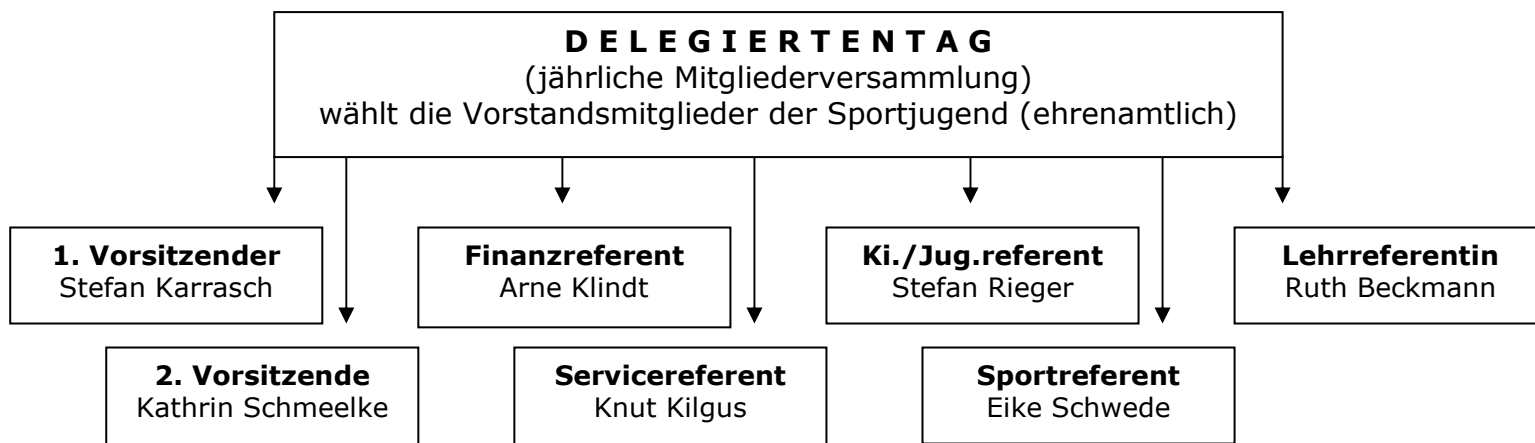 D E L E G I E R T E N T A G
(jährliche Mitgliederversammlung)
wählt die Vorstandsmitglieder der Sportjugend (ehrenamtlich)
1. Vorsitzender
Stefan Karrasch
Finanzreferent
Arne Klindt
Ki./Jug.referent
Stefan Rieger
Lehrreferentin
Ruth Beckmann
2. Vorsitzende
Kathrin Schmeelke
Servicereferent
Knut Kilgus
Sportreferent
Eike Schwede